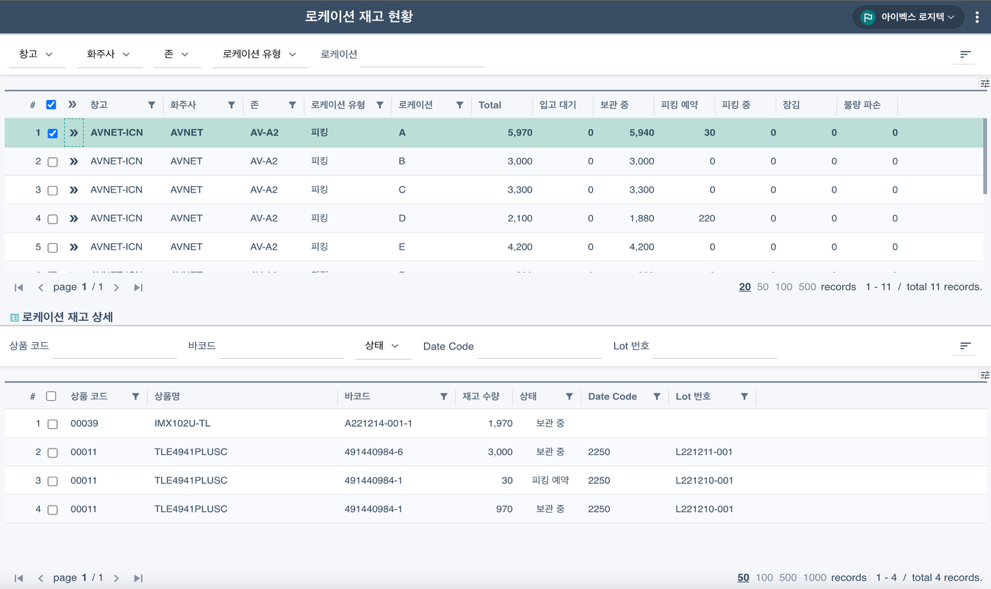 로케이션 재고 현황
아이벡스 로지텍
창고 화주사 존 로케이션 유형 로케이션
# 창고 화주사 존 로케이션 유형 로케이션 Total 입고 대기 보관 중 피킹 예약 피킹 중 잠김 불량 파손
1 AVNET-ICN AVNET AV-A2 피킹 A 5,970 0 5,940 30 0 0 0
2 AVNET-ICN AVNET AV-A2 피킹 B 3,000 0 3,000 0 0 0 0
3 AVNET-ICN AVNET AV-A2 피킹 C 3,300 0 3,300 0 0 0 0
4 AVNET-ICN AVNET AV-A2 피킹 D 2,100 0 1,880 220 0 0 0
5 AVNET-ICN AVNET AV-A2 피킹 E 4,200 0 4,200 0 0 0 0
page 1 / 1 20 50 100 500 records 1 - 11 / total 11 records.
로케이션 재고 상세
상품 코드 바코드 상태 Date Code Lot 번호
# 상품 코드 상품명 바코드 재고 수량 상태 Date Code Lot 번호
1 00039 IMX102U-TL A221214-001-1 1,970 보관 중
2 00011 TLE4941PLUSC 491440984-6 3,000 보관 중 2250 L221211-001
3 00011 TLE4941PLUSC 491440984-1 30 피킹 예약 2250 L221210-001
4 00011 TLE4941PLUSC 491440984-1 970 보관 중 2250 L221210-001
page 1 / 1 50 100 500 1000 records 1 - 4 / total 4 records.